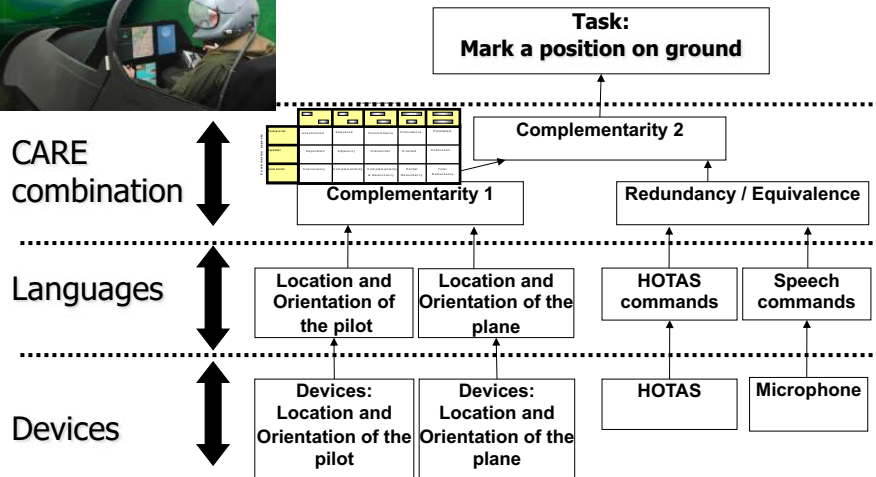 Task:
Mark a position on ground
CARE
combination
Complementarity 2
Complementarity 1
Redundancy / Equivalence
Languages
Location and
Orientation of
the pilot
Location and
Orientation of the
plane
HOTAS
commands
Speech
commands
Devices
Devices:
Location and
Orientation of the
pilot
Devices:
Location and
Orientation of the
plane
HOTAS
Microphone